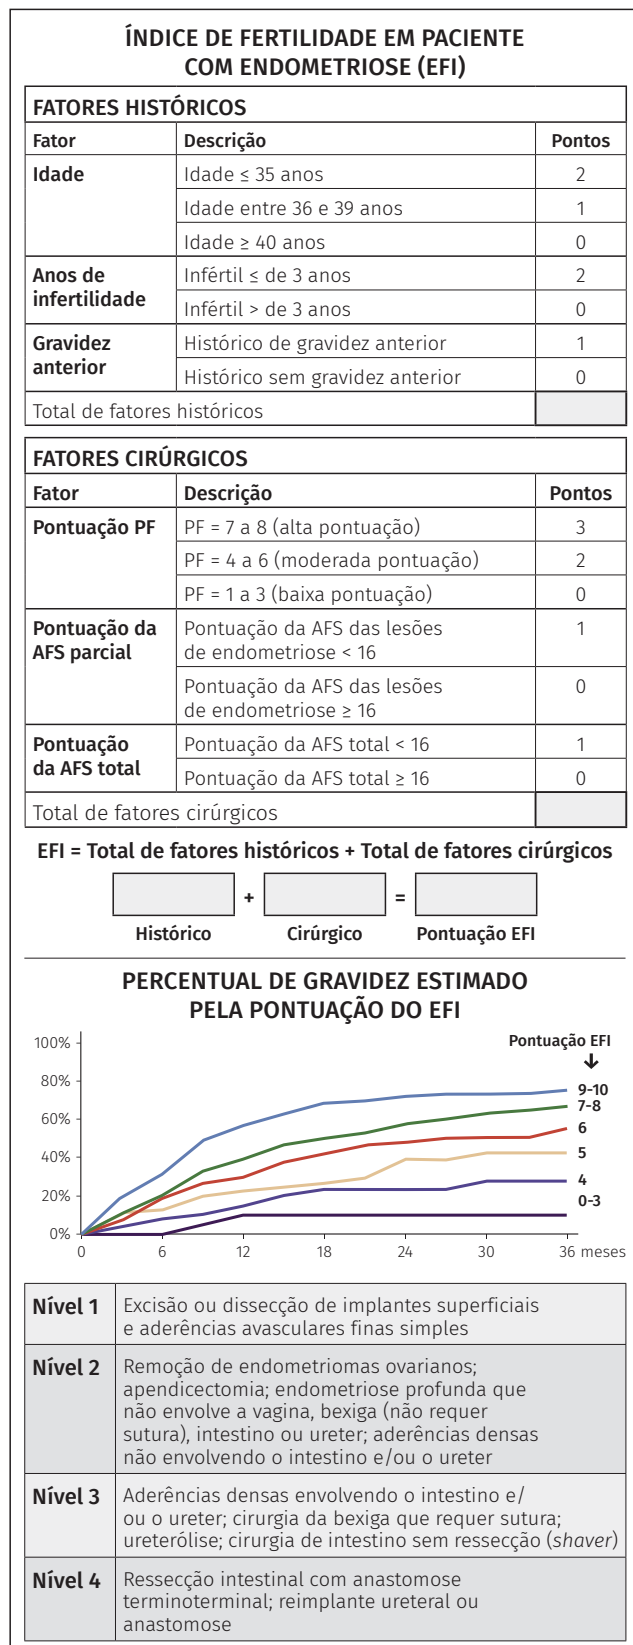 ÍNDICE DE FERTILIDADE EM PACIENTE
COM ENDOMETRIOSE (EFI)
FATORES HISTÓRICOS
Fator Descrição Pontos
Idade Idade ≤ 35 anos 2
Idade entre 36 e 39 anos 1
Idade ≥ 40 anos 0
Anos de
infertilidade
Infértil ≤ de 3 anos 2
Infértil > de 3 anos 0
Gravidez
anterior
Histórico de gravidez anterior 1
Histórico sem gravidez anterior 0
Total de fatores históricos
FATORES CIRÚRGICOS
Fator Descrição Pontos
Pontuação PF PF = 7 a 8 (alta pontuação) 3
PF = 4 a 6 (moderada pontuação) 2
PF = 1 a 3 (baixa pontuação) 0
Pontuação da
AFS parcial
Pontuação da AFS das lesões 1
de endometriose < 16
Pontuação da AFS das lesões 0
de endometriose ≥ 16
Pontuação
da AFS total
Pontuação da AFS total < 16 1
Pontuação da AFS total ≥ 16 0
Total de fatores cirúrgicos
EFI = Total de fatores históricos + Total de fatores cirúrgicos
+ =
Histórico Cirúrgico Pontuação EFI
PERCENTUAL DE GRAVIDEZ ESTIMADO
PELA PONTUAÇÃO DO EFI
Pontuação EFI
↓
100%
80%
60%
40%
20%
0%
9-10
7-8
6
5
4
0-3
0 6 12 18 24 30 36 meses
Nível 1 Excisão ou dissecção de implantes superficiais
e aderências avasculares finas simples
Nível 2 Remoção de endometriomas ovarianos;
apendicectomia; endometriose profunda que
não envolve a vagina, bexiga (não requer
sutura), intestino ou ureter; aderências densas
não envolvendo o intestino e/ou o ureter
Nível 3 Aderências densas envolvendo o intestino e/
ou o ureter; cirurgia da bexiga que requer sutura;
ureterólise; cirurgia de intestino sem ressecção (shaver)
Nível 4 Ressecção intestinal com anastomose
terminoterminal; reimplante ureteral ou
anastomose